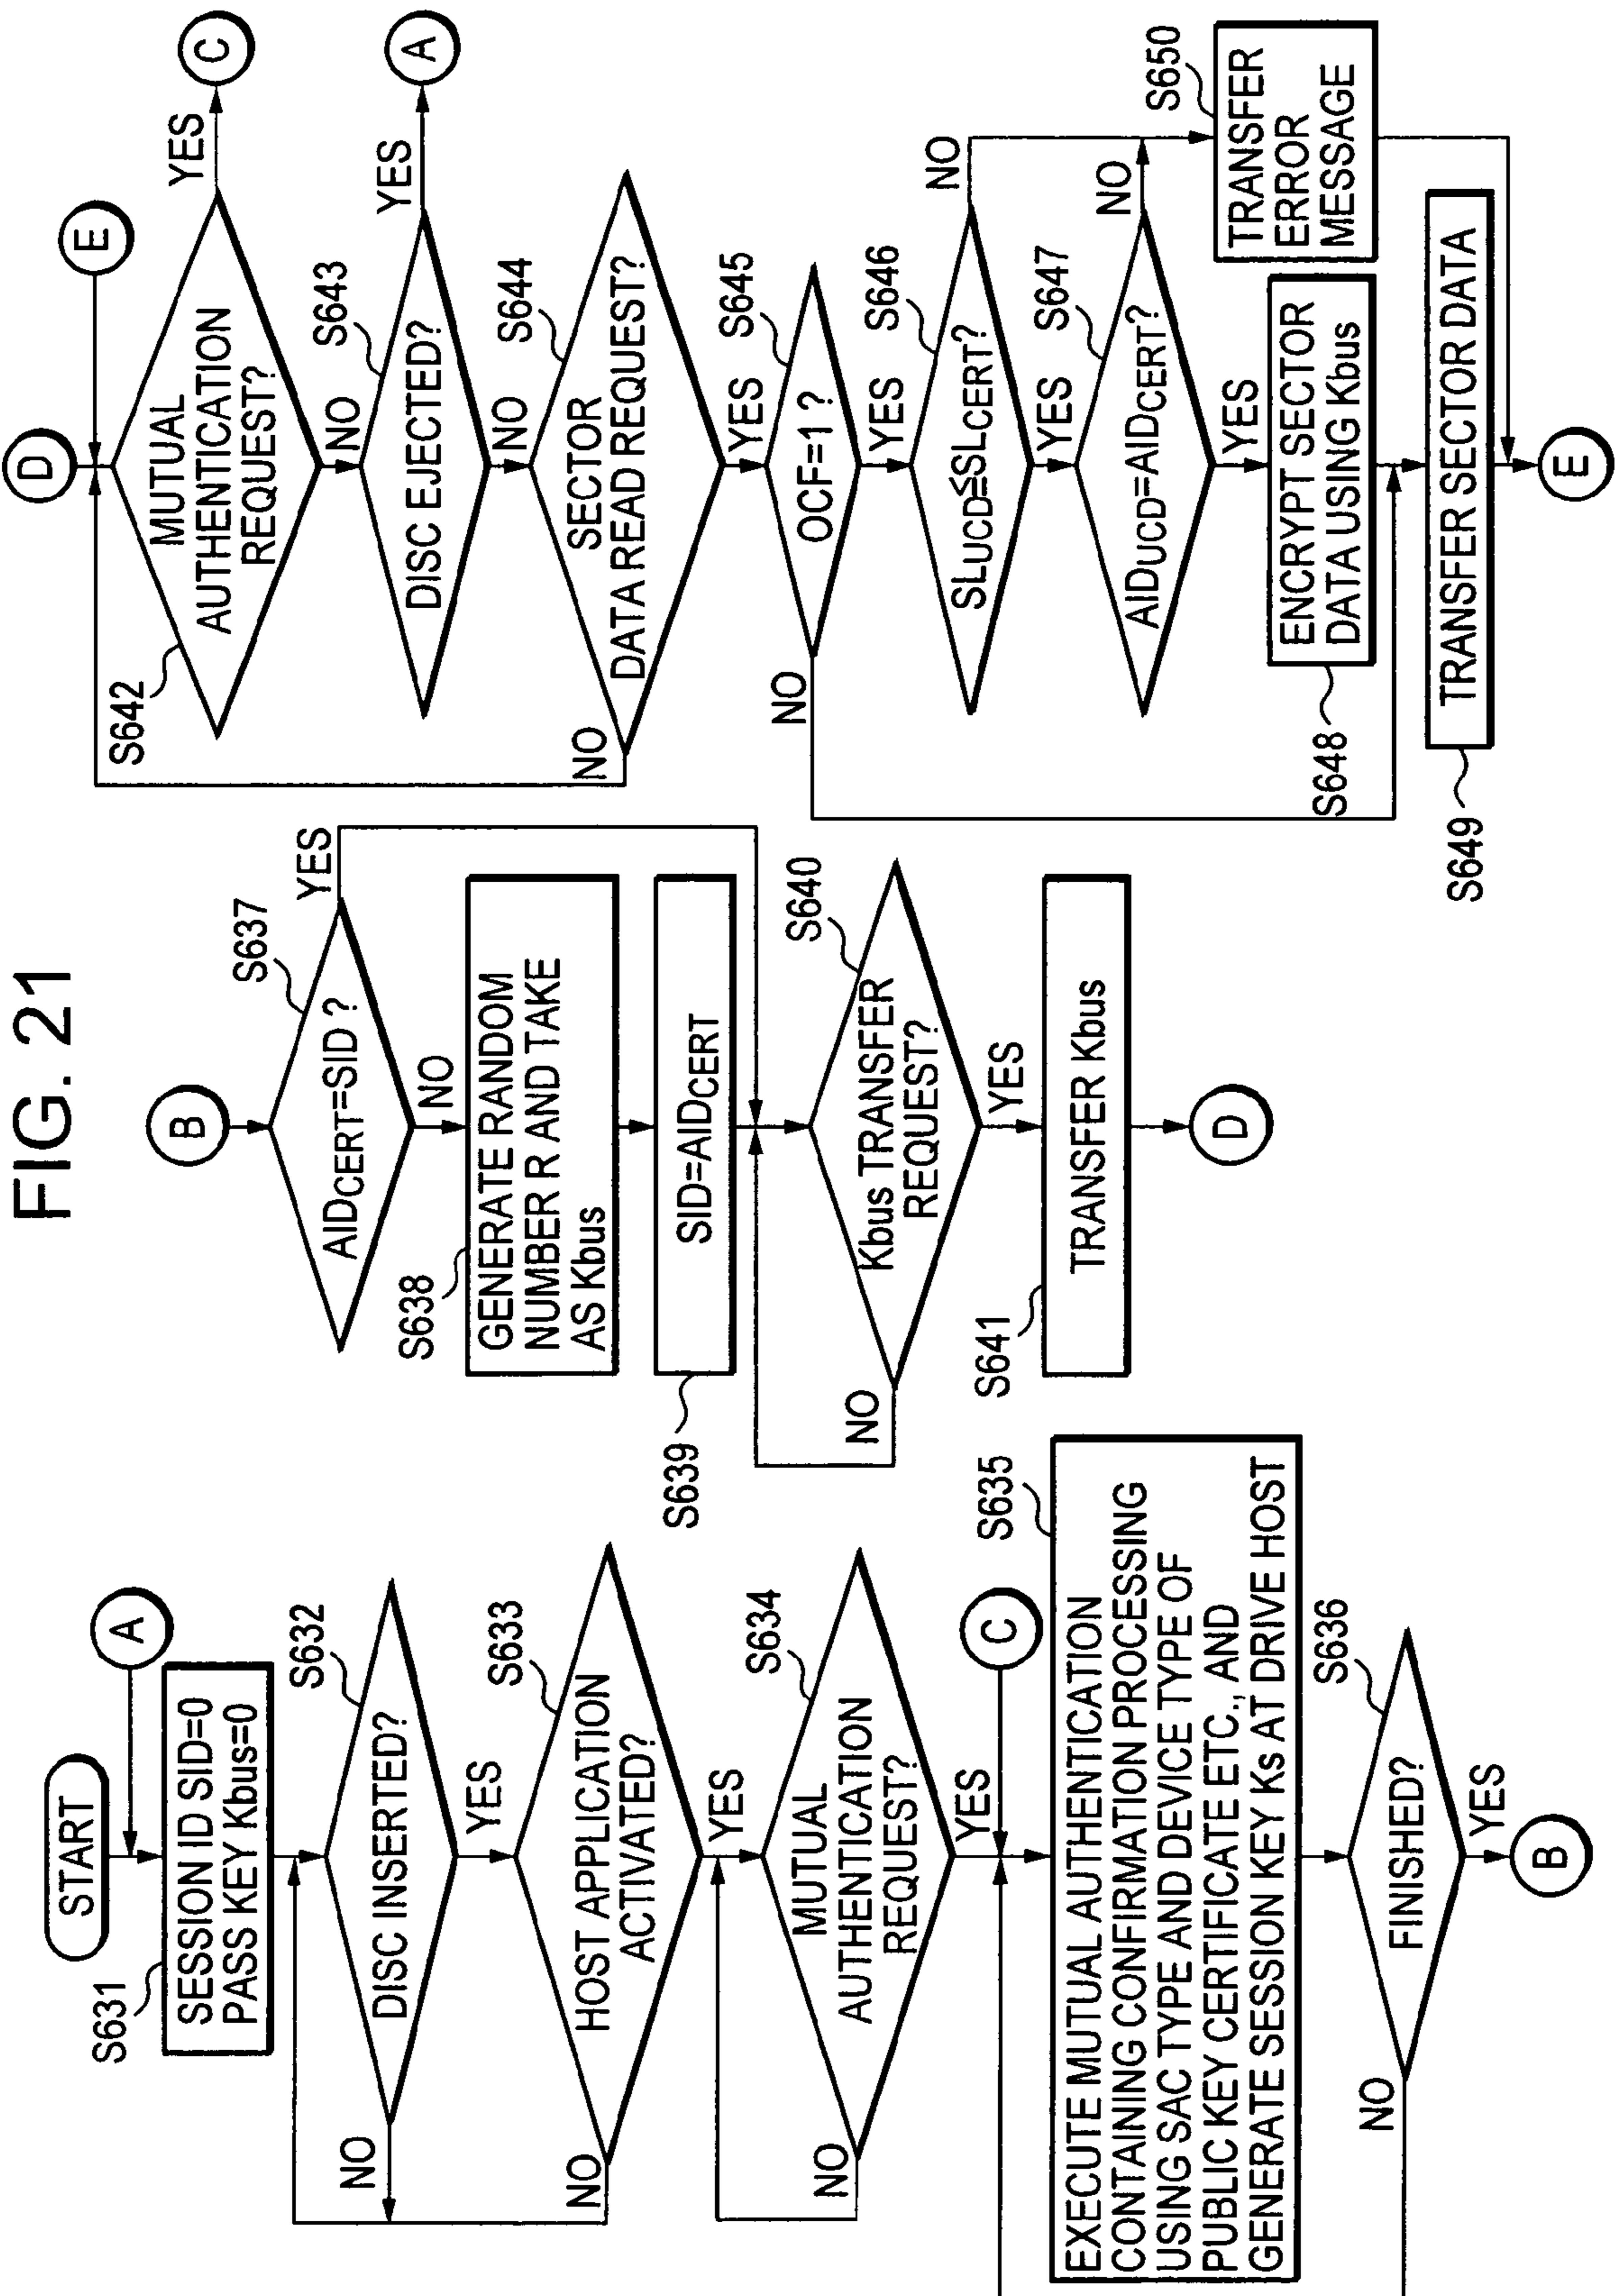 FIG. 21
START
A
S631
SESSION ID SID=0
PASS KEY Kbus=0
S632
DISC INSERTED?
NO
YES
S633
HOST APPLICATION
ACTIVATED?
NO
YES
S634
MUTUAL
AUTHENTICATION
REQUEST?
NO
YES
C
S635
EXECUTE MUTUAL AUTHENTICATION
CONTAINING CONFIRMATION PROCESSING
USING SAC TYPE AND DEVICE TYPE OF
PUBLIC KEY CERTIFICATE ETC., AND
GENERATE SESSION KEY Ks AT DRIVE HOST
S636
FINISHED?
NO
YES
B
B
S637
AIDCERT=SID ?
YES
NO
S638
GENERATE RANDOM
NUMBER R AND TAKE
AS Kbus
S639
SID=AIDCERT
S640
Kbus TRANSFER
REQUEST?
NO
YES
S641
TRANSFER Kbus
D
D
E
S642
MUTUAL
AUTHENTICATION
REQUEST?
YES
C
NO
S643
DISC EJECTED?
YES
A
NO
S644
SECTOR
DATA READ REQUEST?
NO
YES
S645
OCF=1 ?
NO
YES
S646
SLUCD≦SLCERT?
NO
YES
S647
AIDUCD=AIDCERT?
NO
YES
S648
ENCRYPT SECTOR
DATA USING Kbus
S650
TRANSFER
ERROR
MESSAGE
S649
TRANSFER SECTOR DATA
E